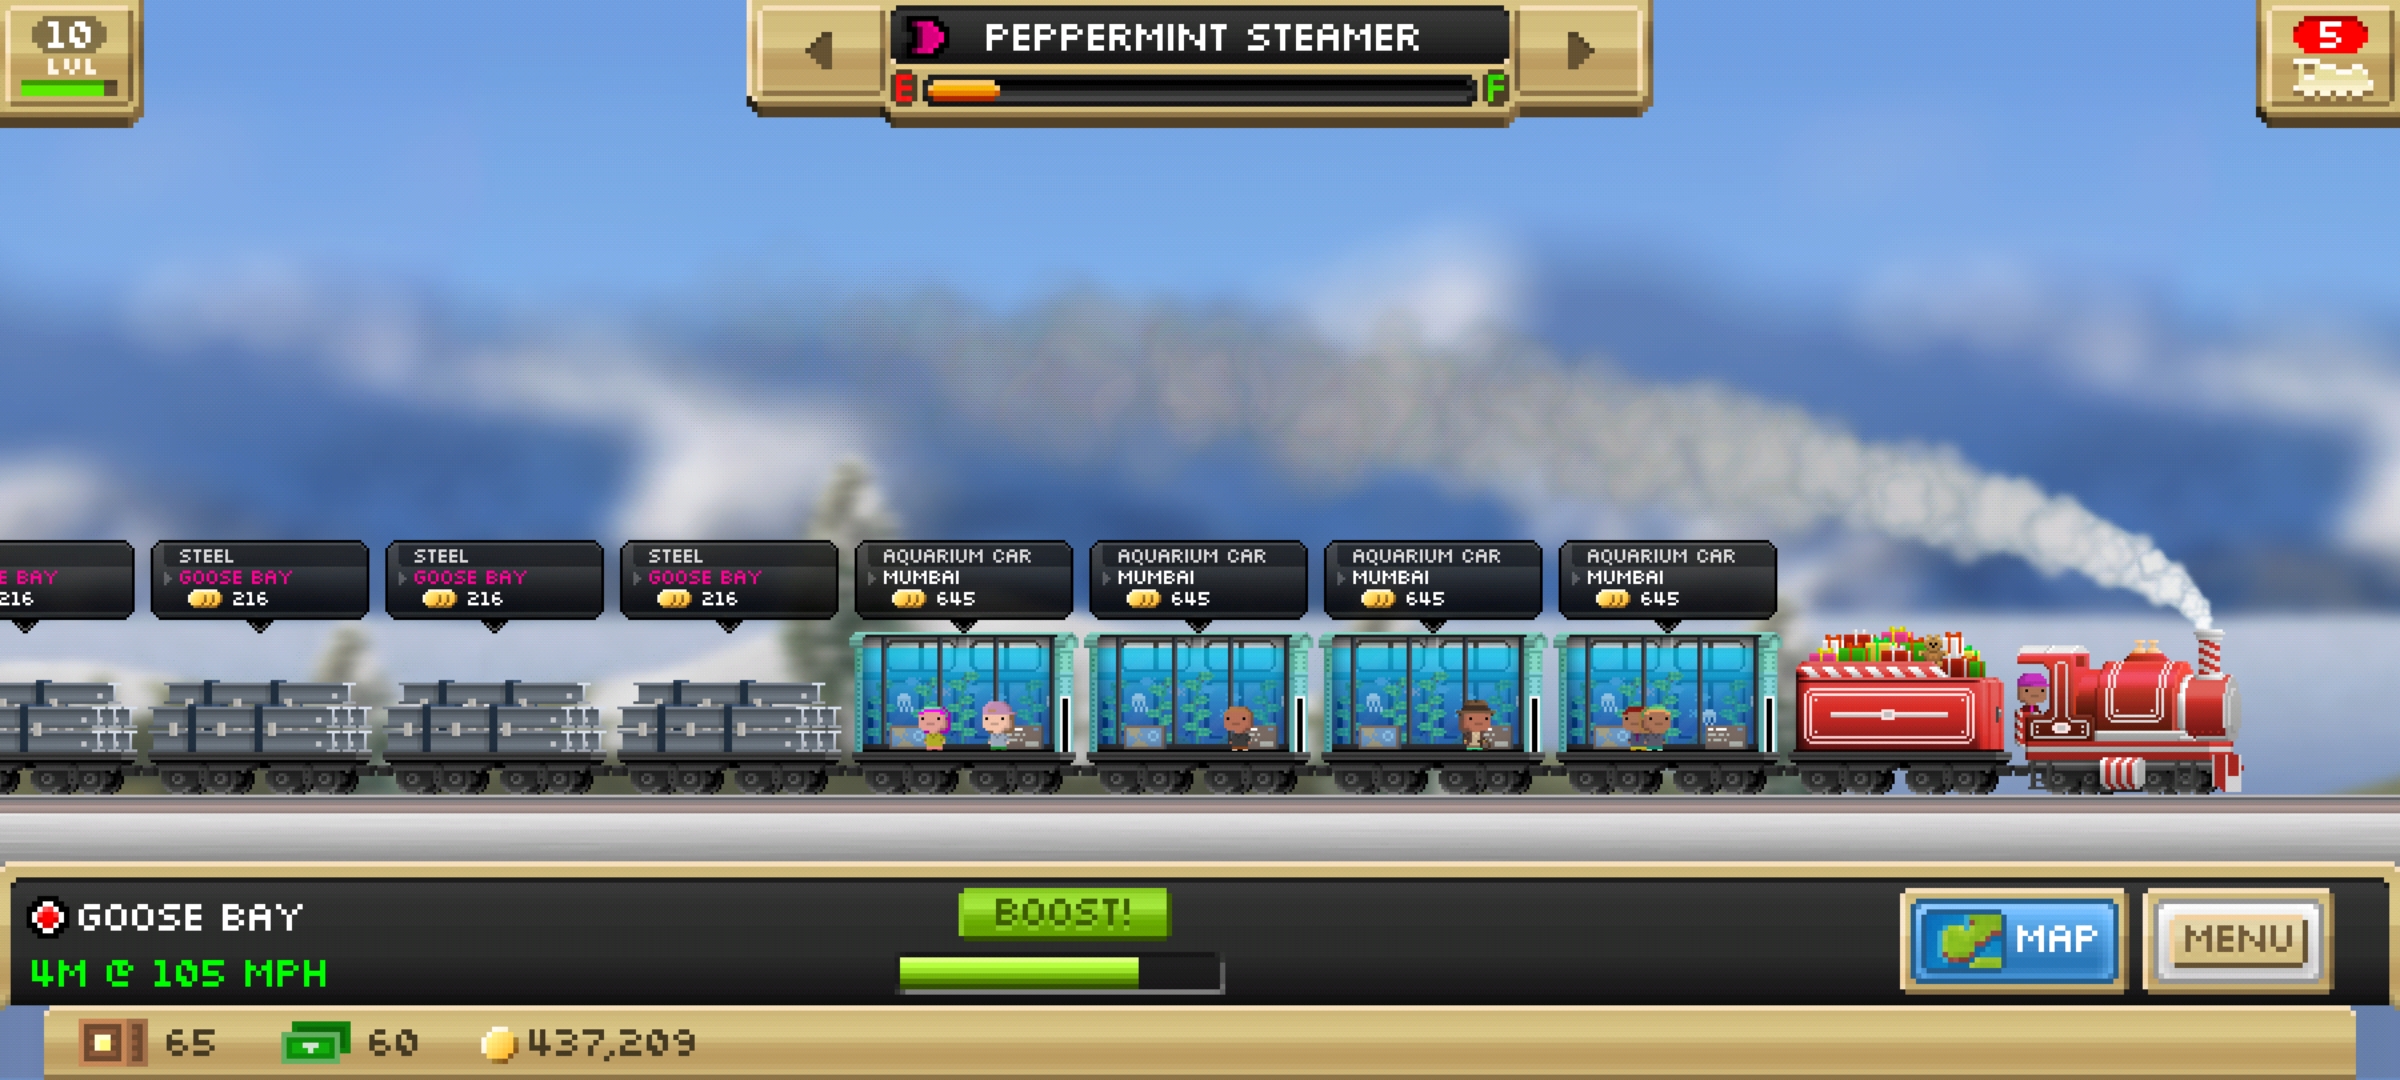 10
LVL
PEPPERMINT STEAMER
E F
5
E BAY
216
STEEL
GOOSE BAY
216
STEEL
GOOSE BAY
216
STEEL
GOOSE BAY
216
AQUARIUM CAR
MUMBAI
645
AQUARIUM CAR
MUMBAI
645
AQUARIUM CAR
MUMBAI
645
AQUARIUM CAR
MUMBAI
645
GOOSE BAY
4M @ 105 MPH
BOOST!
MAP
MENU
65
60
437,209